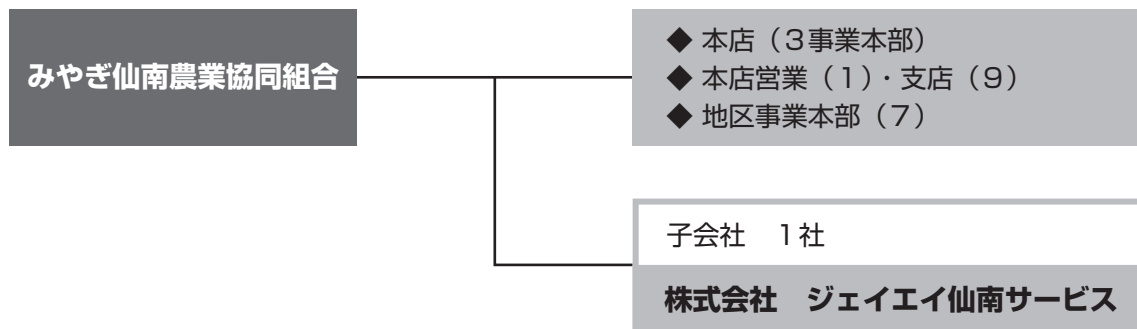 みやぎ仙南農業協同組合
◆ 本店（3事業本部）
◆ 本店営業（1）・支店（9）
◆ 地区事業本部（7）
子会社　1社
株式会社　ジェイエイ仙南サービス